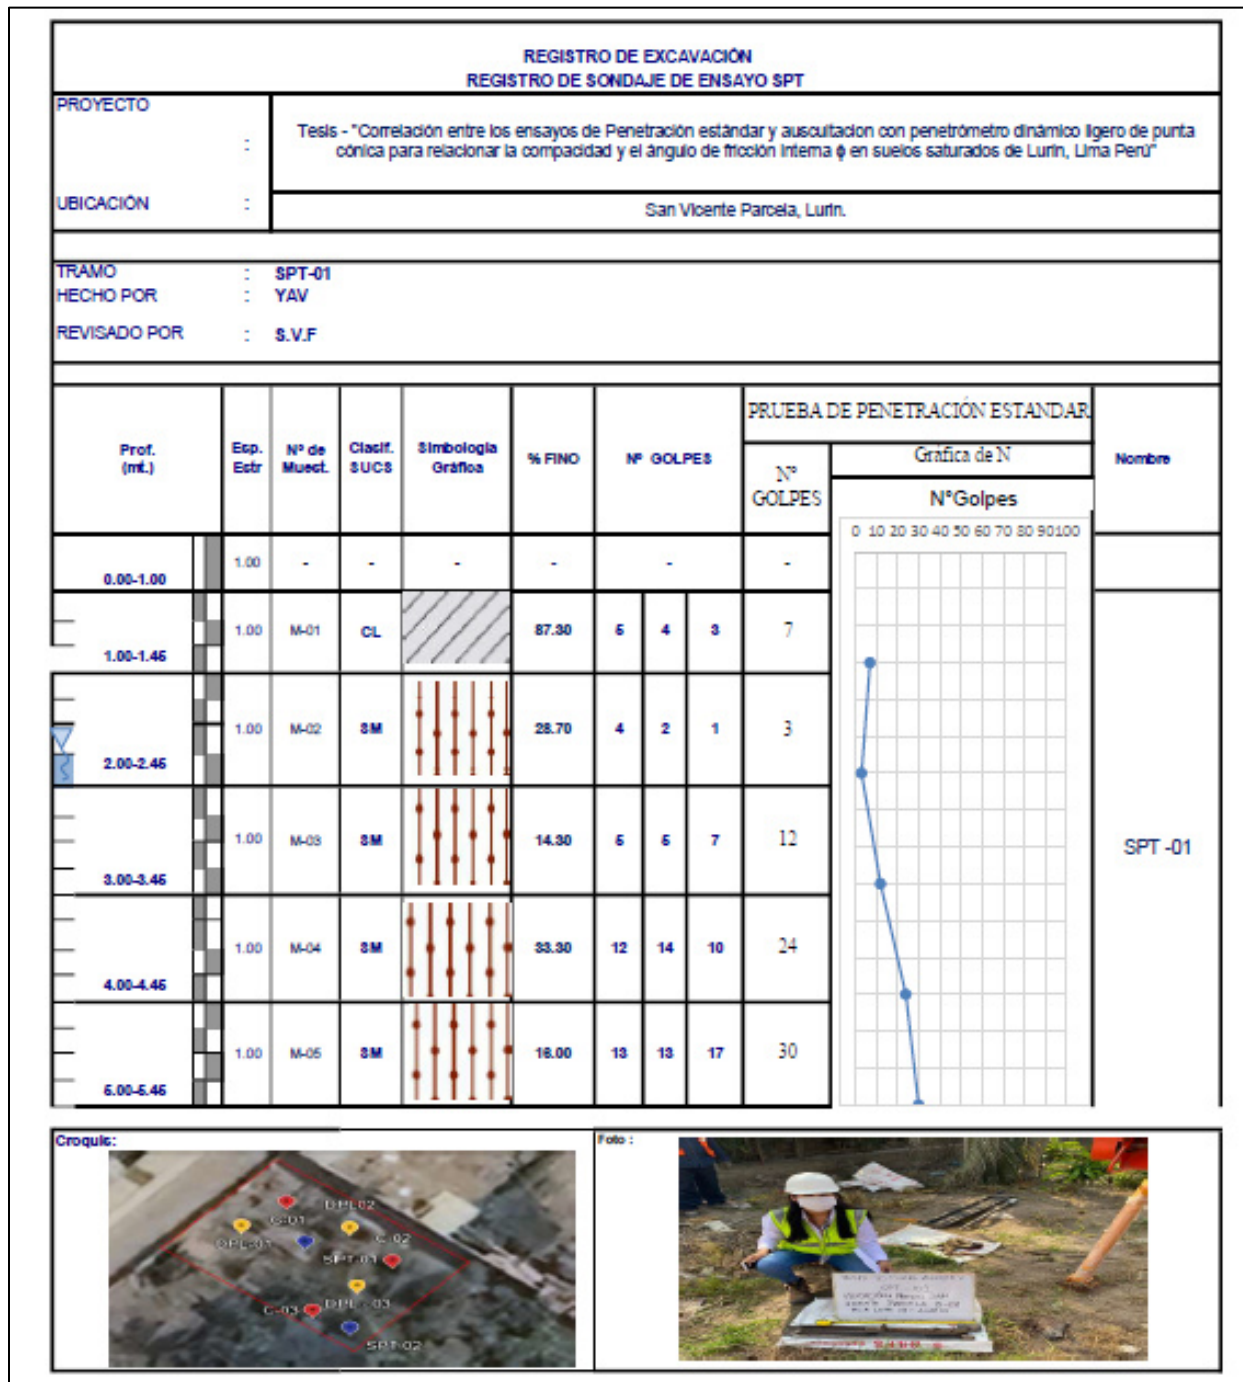 REGISTRO DE EXCAVACIÓN
REGISTRO DE SONDAJE DE ENSAYO SPT
PROYECTO :
Tesis - "Correlación entre los ensayos de Penetración estándar y auscultacion con penetrómetro dinámico ligero de punta
cónica para relacionar la compacidad y el ángulo de fricción interna ϕ en suelos saturados de Lurín, Lima Perú"
UBICACIÓN : San Vicente Parcela, Lurin.
TRAMO : SPT-01
HECHO POR : YAV
REVISADO POR : S.V.F
PRUEBA DE PENETRACIÓN ESTANDAR
Prof. (mt.) Esp. Estr Nº de Muest. Clasif. SUCS Simbología Gráfica % FINO Nº GOLPES N° GOLPES Gráfica de N Nombre
N°Golpes
0 10 20 30 40 50 60 70 80 90 100
0.00-1.00 1.00 - - - - - -
1.00-1.45 1.00 M-01 CL 87.30 5 4 3 7
2.00-2.45 1.00 M-02 SM 28.70 4 2 1 3
3.00-3.45 1.00 M-03 SM 14.30 5 5 7 12
SPT -01
4.00-4.45 1.00 M-04 SM 33.30 12 14 10 24
5.00-5.45 1.00 M-05 SM 16.00 13 13 17 30
Croquis:
C-01
DPL02
DPL-01
C-02
SPT-01
C-03
DPL-03
SPT-02
Foto :